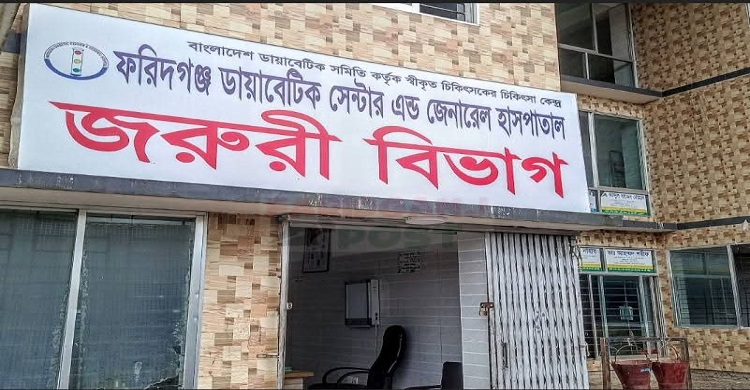 বাংলাদেশ ডায়াবেটিক সমিতি কর্তৃক স্বীকৃত চিকিৎসকের চিকিৎসা কেন্দ্র
ফরিদগঞ্জ ডায়াবেটিক সেন্টার এন্ড জেনারেল হাসপাতাল
জরুরী বিভাগ